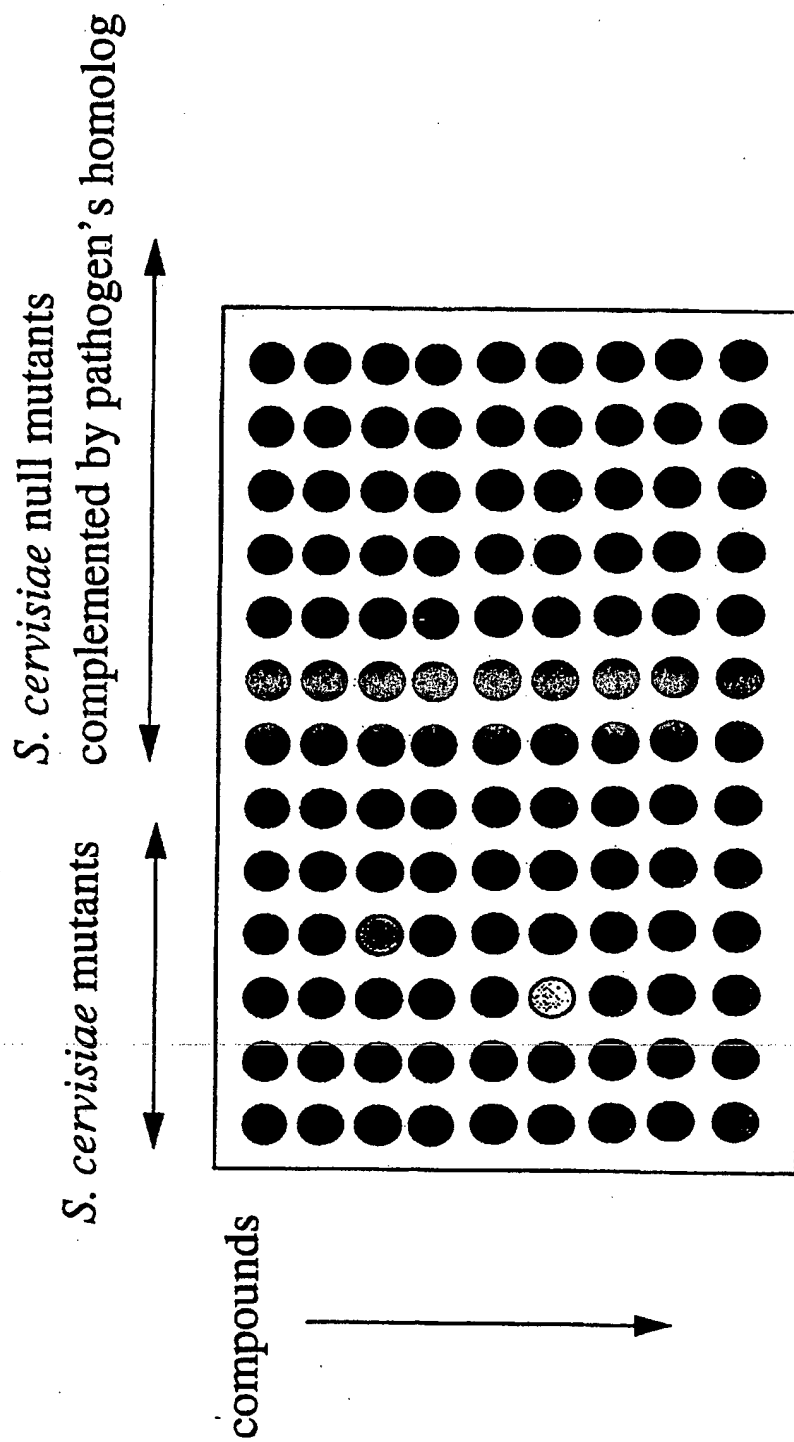 S. cervisiae mutants
S. cervisiae null mutants
complemented by pathogen's homolog
compounds